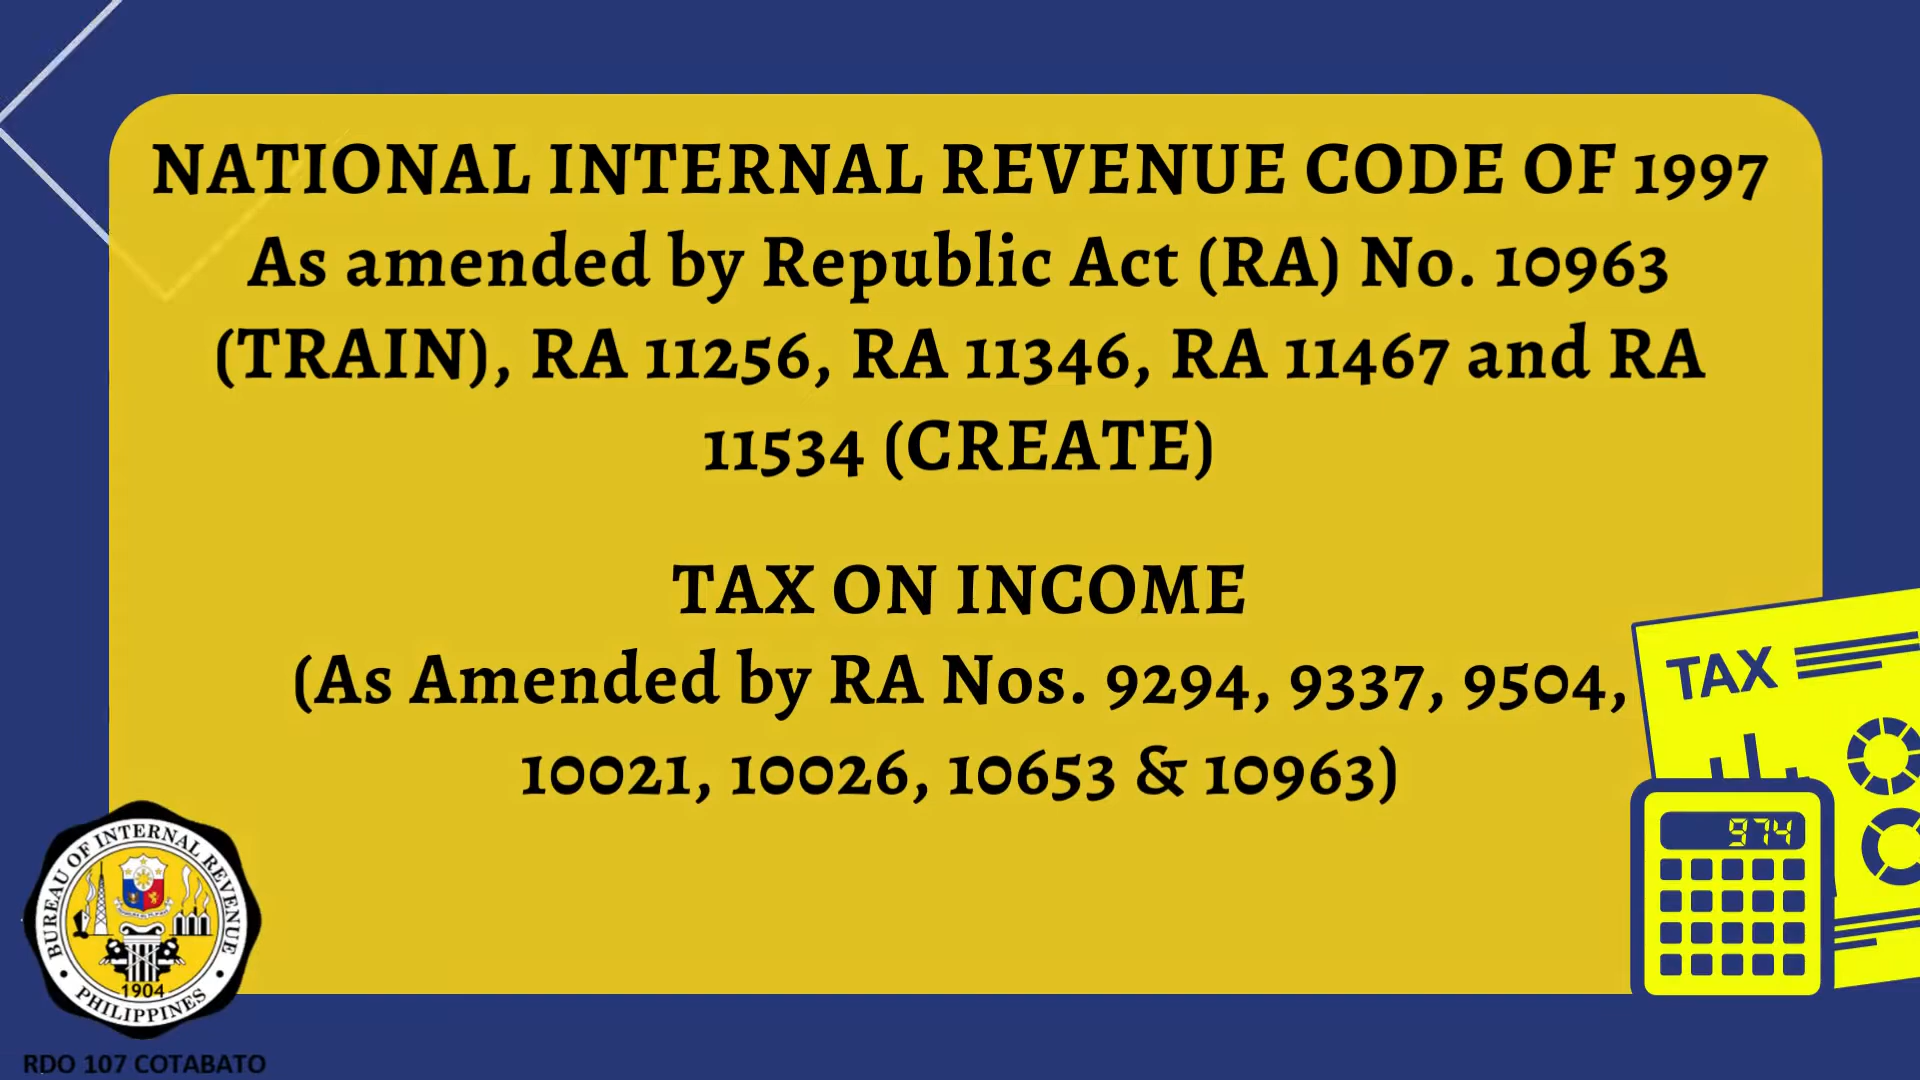 NATIONAL INTERNAL REVENUE CODE OF 1997
As amended by Republic Act (RA) No. 10963
(TRAIN), RA 11256, RA 11346, RA 11467 and RA
11534 (CREATE)
TAX ON INCOME
(As Amended by RA Nos. 9294, 9337, 9504,
10021, 10026, 10653 & 10963)
TAX
974
BUREAU OF INTERNAL REVENUE
1904
PHILIPPINES
RDO 107 COTABATO